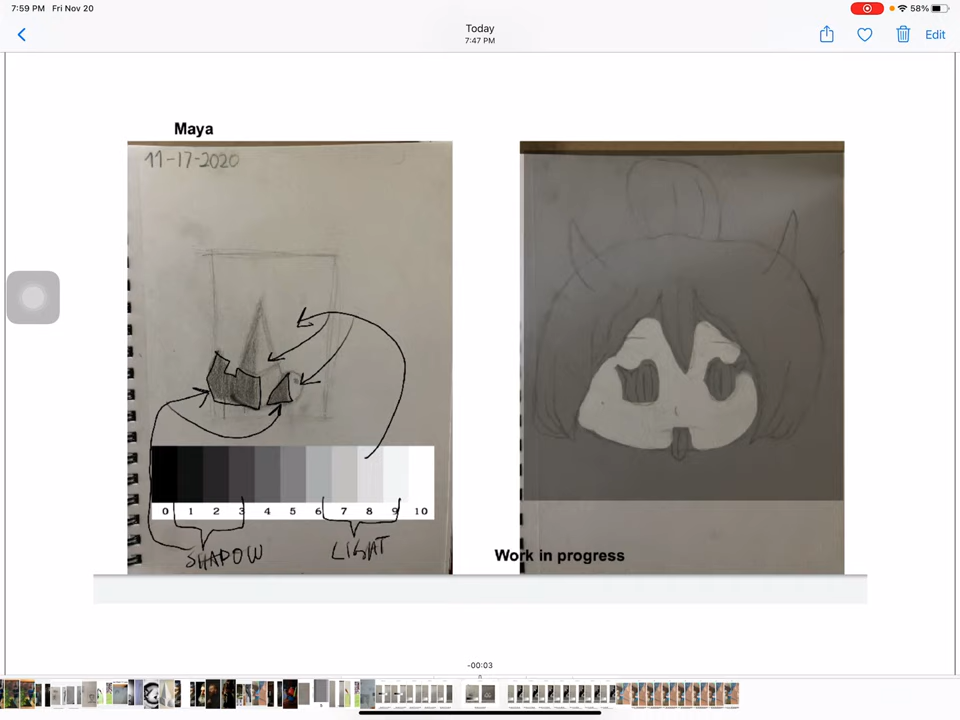 7:59 PM Fri Nov 20
58%
Today
7:47 PM
Edit
Maya
11-17-2020
0 1 2 3 4 5 6 7 8 9 10
SHADOW
LIGHT
Work in progress
-00:03